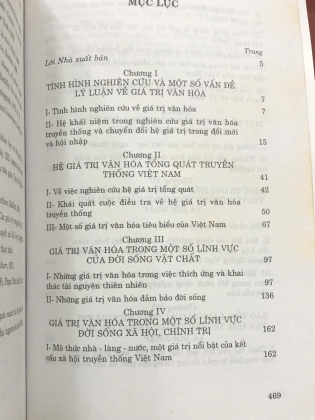 MỤC LỤC
Trang
Lời Nhà xuất bản 5
Chương I
TÌNH HÌNH NGHIÊN CỨU VÀ MỘT SỐ VẤN ĐỀ
LÝ LUẬN VỀ GIÁ TRỊ VĂN HÓA 7
I- Tình hình nghiên cứu về giá trị văn hóa 7
II- Hệ khái niệm trong nghiên cứu giá trị văn hóa
truyền thống và chuyển đổi hệ giá trị trong đổi mới
và hội nhập 15
Chương II
HỆ GIÁ TRỊ VĂN HÓA TỔNG QUÁT TRUYỀN
THỐNG VIỆT NAM 41
I- Về việc nghiên cứu hệ giá trị tổng quát 42
II- Khái quát cuộc điều tra về hệ giá trị văn hóa
truyền thống 50
III- Một số giá trị văn hóa tiêu biểu của Việt Nam 67
Chương III
GIÁ TRỊ VĂN HÓA TRONG MỘT SỐ LĨNH VỰC
CỦA ĐỜI SỐNG VẬT CHẤT 97
I- Những giá trị văn hóa trong việc thích ứng và khai
thác tài nguyên thiên nhiên 97
II- Những giá trị văn hóa đảm bảo đời sống 136
Chương IV
GIÁ TRỊ VĂN HÓA TRONG MỘT SỐ LĨNH VỰC
ĐỜI SỐNG XÃ HỘI, CHÍNH TRỊ 162
I- Mô thức nhà - làng - nước, một giá trị nổi bật của kết
cấu xã hội truyền thống Việt Nam 162
469